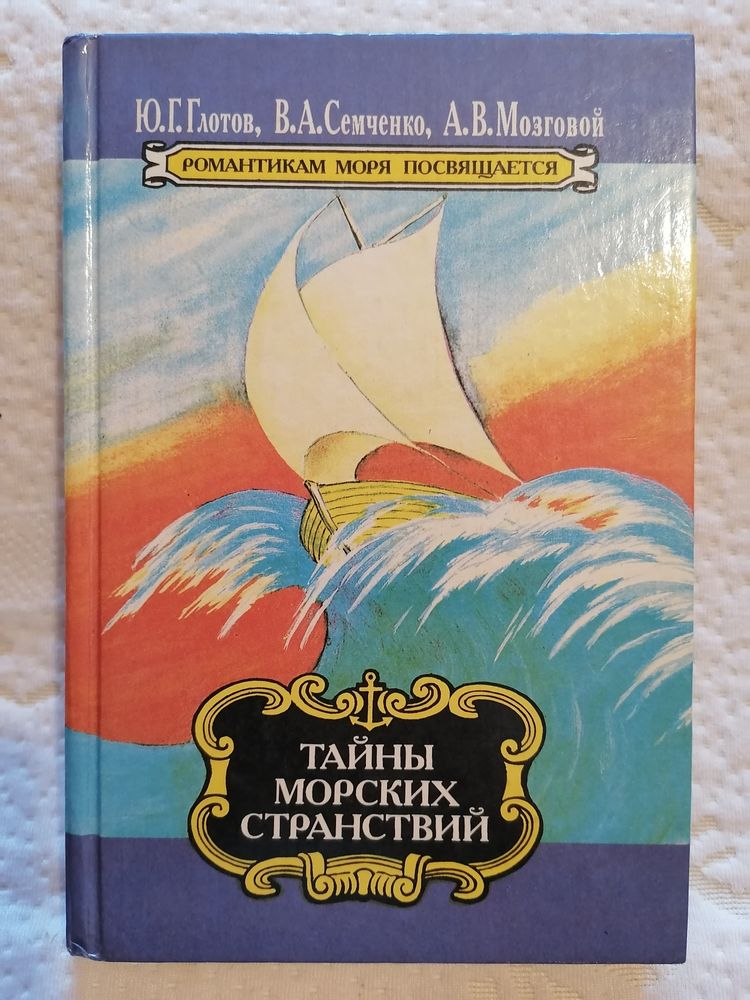 Ю.Г.Глотов, В.А.Семченко, А.В.Мозговой
РОМАНТИКАМ МОРЯ ПОСВЯЩАЕТСЯ
ТАЙНЫ
МОРСКИХ
СТРАНСТВИЙ